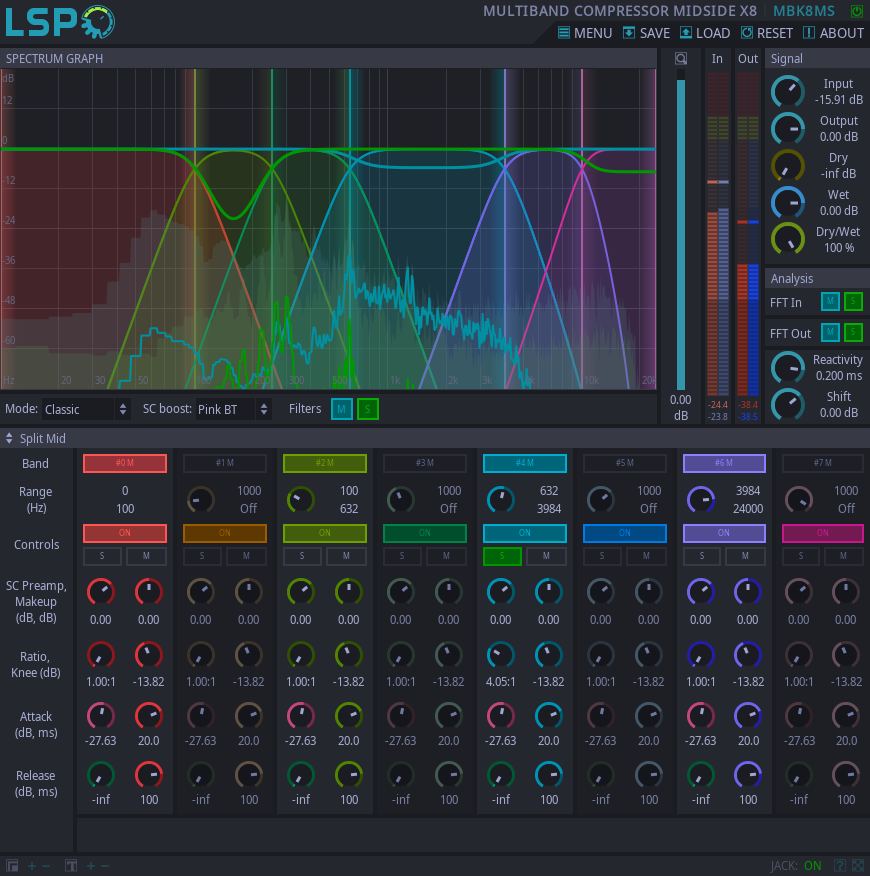 LSP
MULTIBAND COMPRESSOR MIDSIDE X8 MBK8MS
MENU SAVE LOAD RESET ABOUT
SPECTRUM GRAPH
In Out
Signal
dB
12
0
-12
-24
-36
-48
-60
Hz 20 30 50 100 200 300 500 1k 2k 3k 10k 20k
0.00
dB
-24.4 -38.4
-23.8 -38.5
Input
-15.91 dB
Output
0.00 dB
Dry
-inf dB
Wet
0.00 dB
Dry/Wet
100 %
Analysis
FFT In M S
FFT Out M S
Reactivity
0.200 ms
Shift
0.00 dB
Mode: Classic SC boost: Pink BT Filters M S
Split Mid
Band #0 M #1 M #2 M #3 M #4 M #5 M #6 M #7 M
Range
(Hz)
0 1000 100 1000 632 1000 3984 1000
100 Off 632 Off 3984 Off 24000 Off
Controls
ON ON ON ON ON ON ON ON
S M S M S M S M S M S M S M S M
SC Preamp,
Makeup
(dB, dB)
0.00 0.00 0.00 0.00 0.00 0.00 0.00 0.00 0.00 0.00 0.00 0.00 0.00 0.00 0.00 0.00
Ratio,
Knee (dB)
1.00:1 -13.82 1.00:1 -13.82 1.00:1 -13.82 1.00:1 -13.82 4.05:1 -13.82 1.00:1 -13.82 1.00:1 -13.82 1.00:1 -13.82
Attack
(dB, ms)
-27.63 20.0 -27.63 20.0 -27.63 20.0 -27.63 20.0 -27.63 20.0 -27.63 20.0 -27.63 20.0 -27.63 20.0
Release
(dB, ms)
-inf 100 -inf 100 -inf 100 -inf 100 -inf 100 -inf 100 -inf 100 -inf 100
JACK: ON